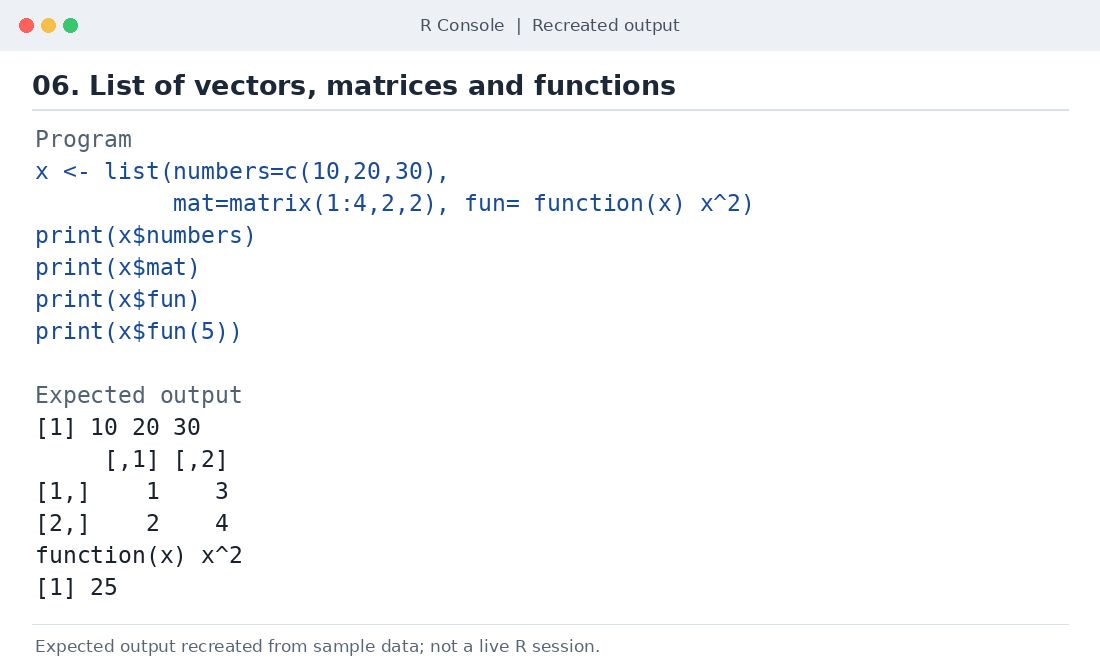 R Console | Recreated output
06. List of vectors, matrices and functions
Program
x <- list(numbers=c(10,20,30),
          mat=matrix(1:4,2,2), fun= function(x) x^2)
print(x$numbers)
print(x$mat)
print(x$fun)
print(x$fun(5))
Expected output
[1] 10 20 30
     [,1] [,2]
[1,]    1    3
[2,]    2    4
function(x) x^2
[1] 25
Expected output recreated from sample data; not a live R session.